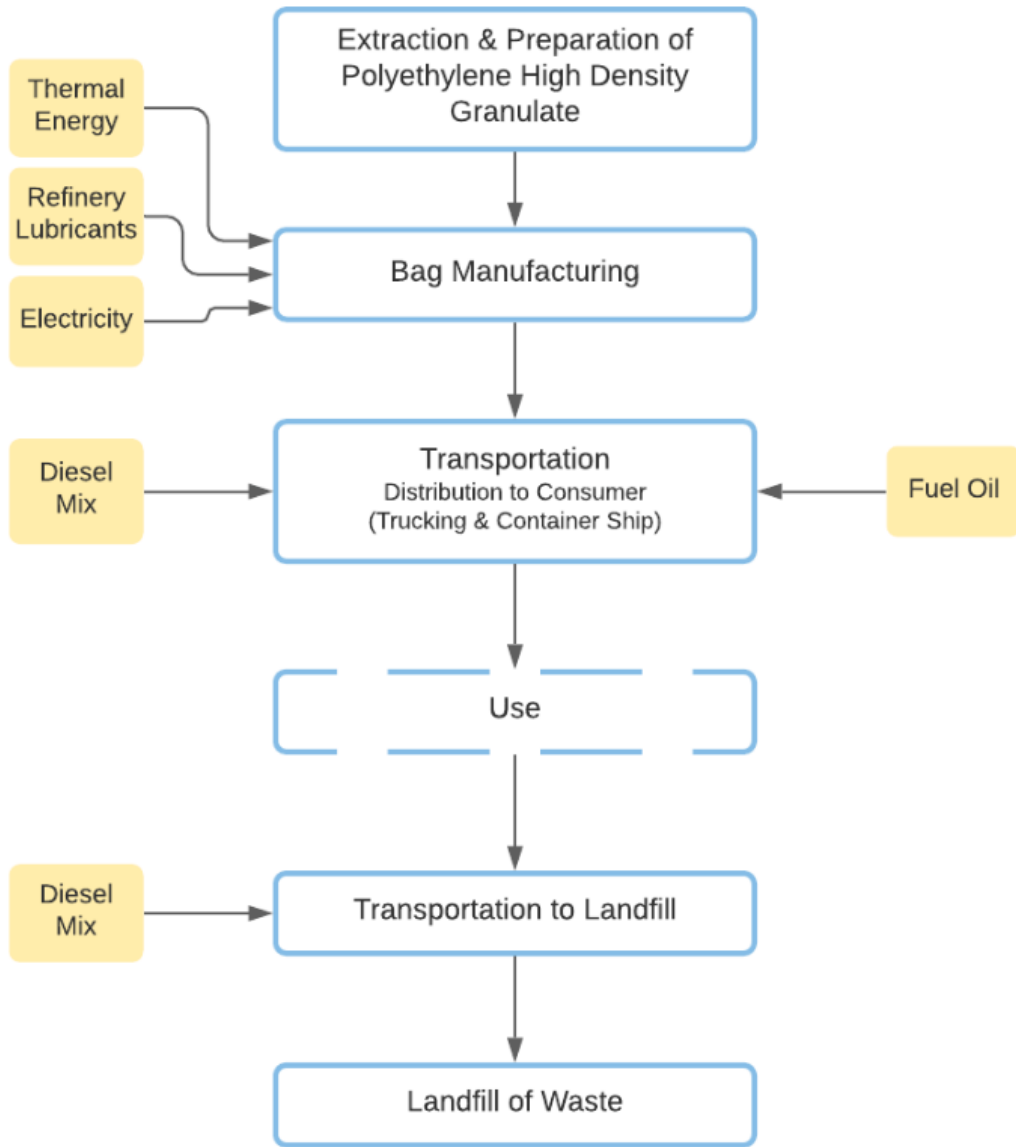 Extraction & Preparation of
Polyethylene High Density
Granulate
Thermal
Energy
Refinery
Lubricants
Electricity
Bag Manufacturing
Diesel
Mix
Transportation
Distribution to Consumer
(Trucking & Container Ship)
Fuel Oil
Use
Diesel
Mix
Transportation to Landfill
Landfill of Waste